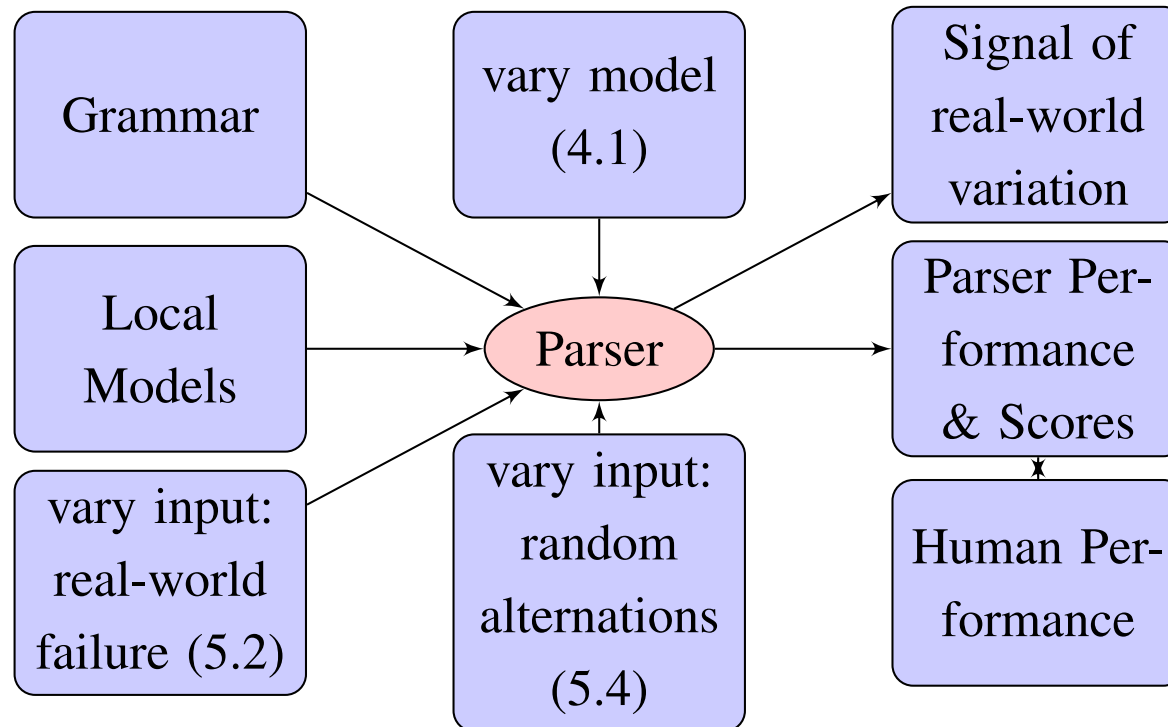 Grammar
vary model
(4.1)
Signal of
real-world
variation
Local
Models
Parser
Parser Per-
formance
& Scores
vary input:
real-world
failure (5.2)
vary input:
random
alternations
(5.4)
Human Per-
formance